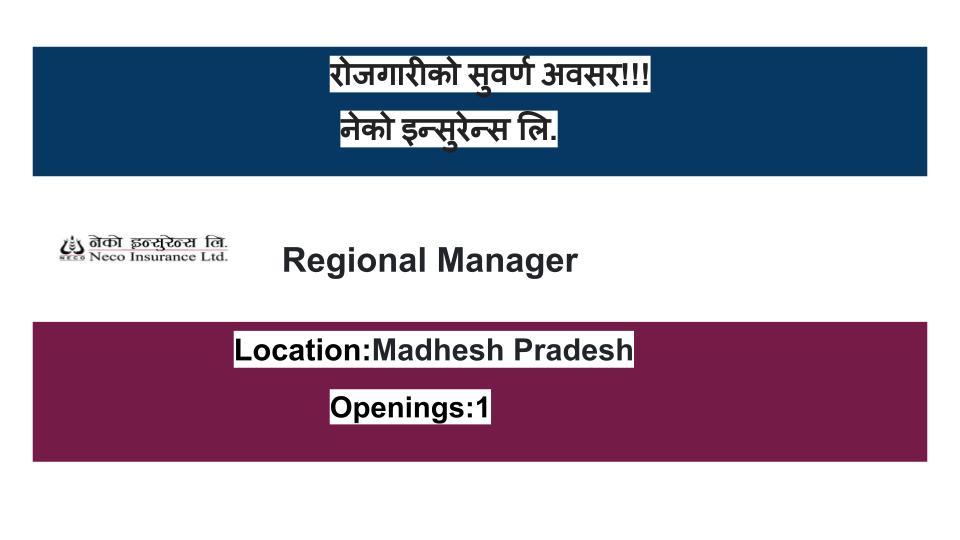 रोजगारीको सुवर्ण अवसर!!!
नेको इन्सुरेन्स लि.
नेको इन्सुरेन्स लि.
NECO Neco Insurance Ltd.
Regional Manager
Location:Madhesh Pradesh
Openings:1